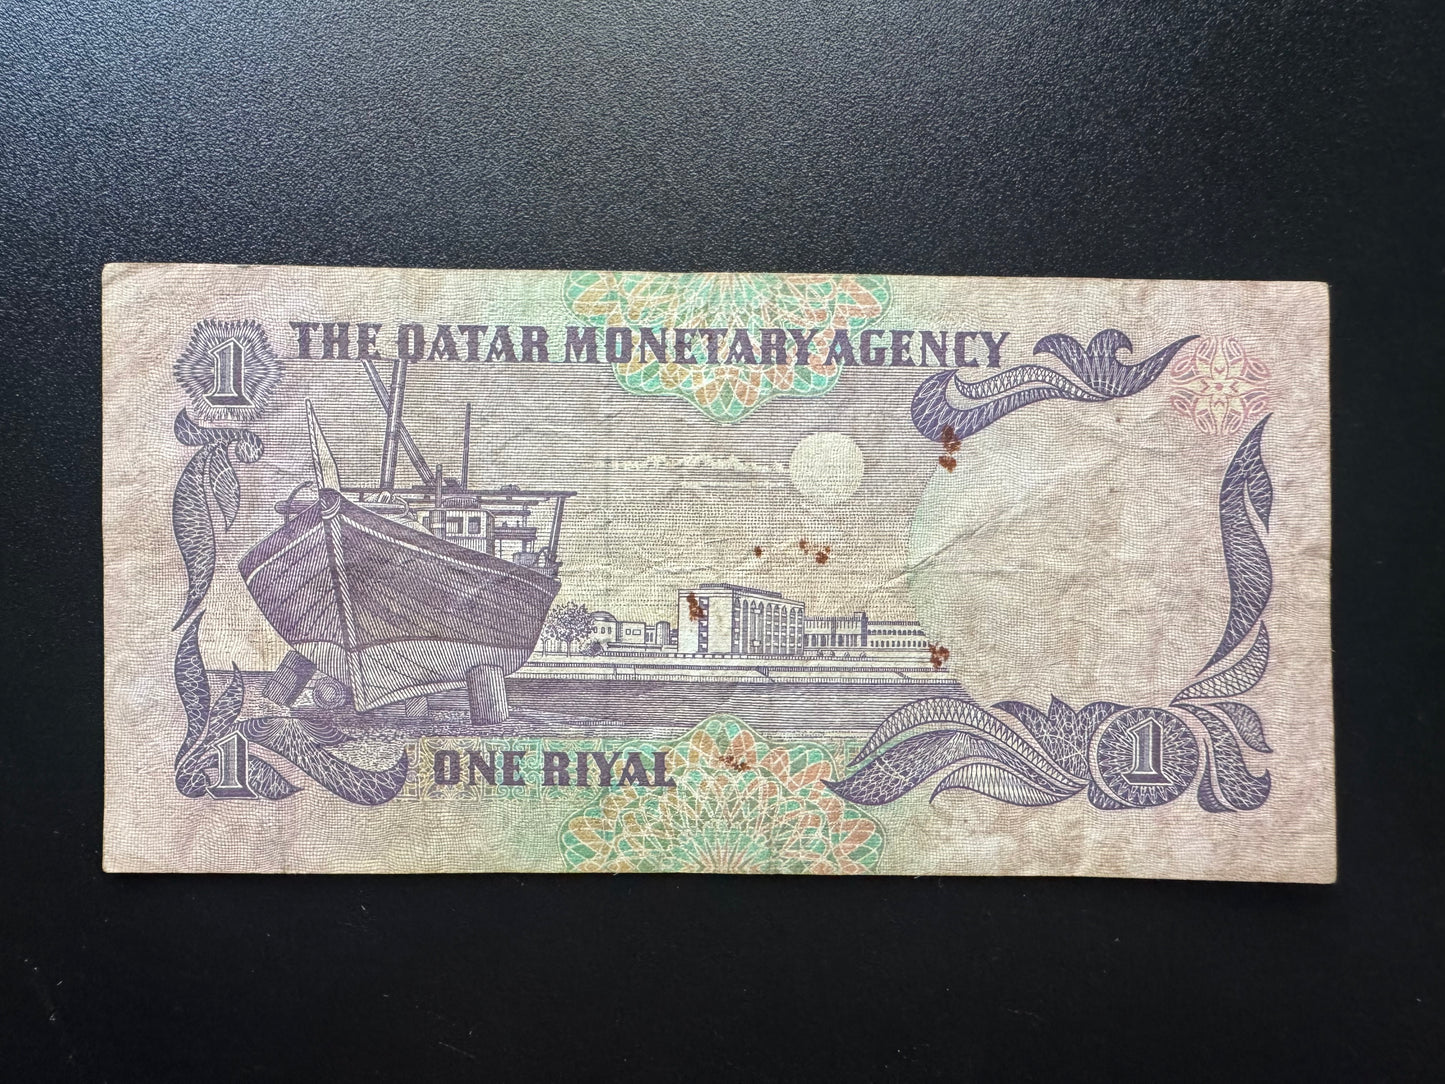 1 THE QATAR MONETARY AGENCY
1 ONE RIYAL 1